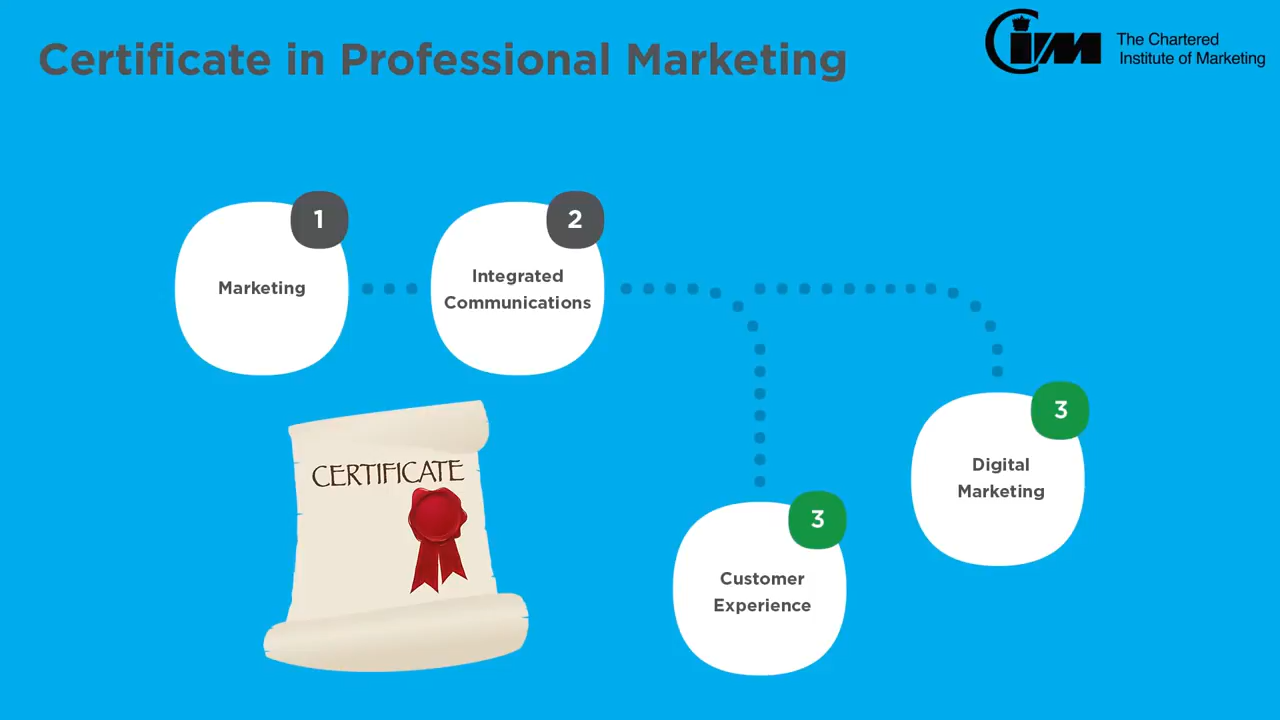 Certificate in Professional Marketing
CIM
The Chartered
Institute of Marketing
1
Marketing
2
Integrated
Communications
3
Digital
Marketing
CERTIFICATE
3
Customer
Experience